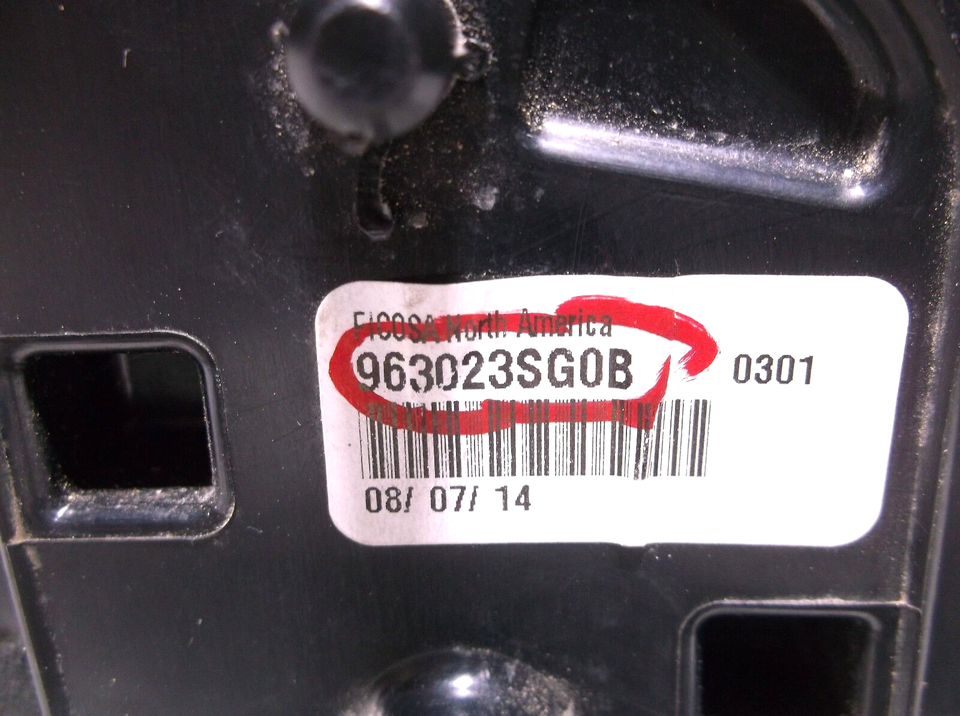 FICOSA North America
963023SG0B 0301
08/ 07/ 14